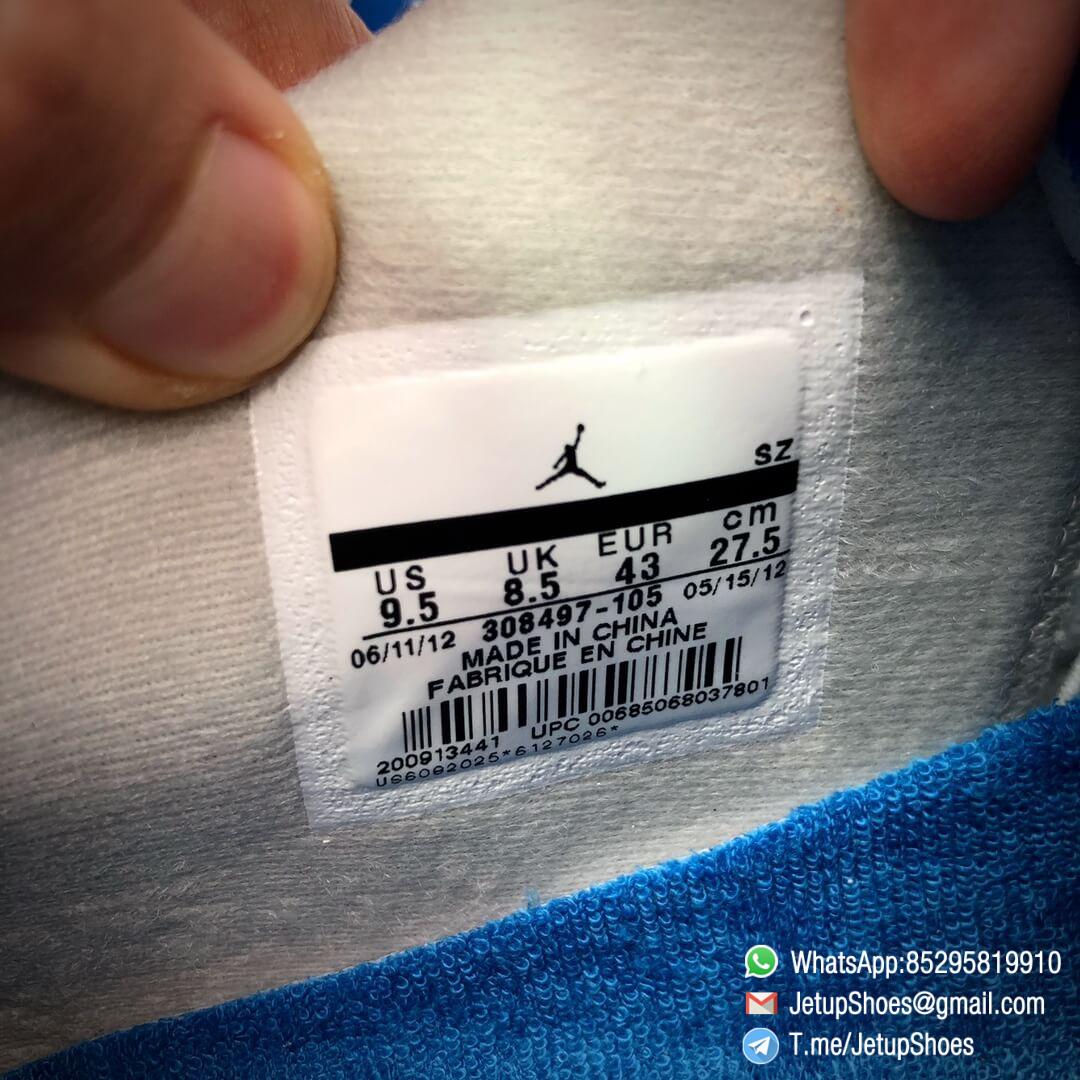 SZ
US UK EUR cm
9.5 8.5 43 27.5
06/11/12 308497-105 05/15/12
MADE IN CHINA
FABRIQUE EN CHINE
200913441 UPC 00685068037801
US6092025*6127026*
WhatsApp:85295819910
JetupShoes@gmail.com
T.me/JetupShoes